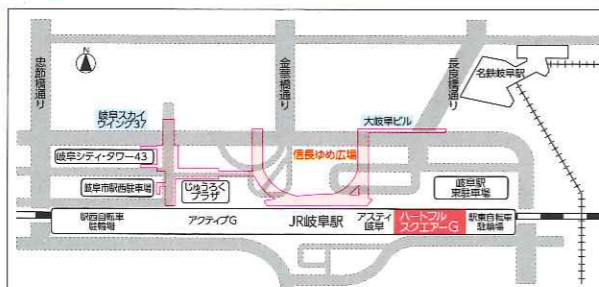 忠節橋通り
金華橋通り
長良橋通り
N
名鉄岐阜駅
岐阜スカイ
ウイング37
大岐阜ビル
信長ゆめ広場
岐阜シティ・タワー43
岐阜市駅西駐車場
じゅうろく
プラザ
岐阜駅
東駐車場
駅西自転車
駐輪場
アクティブG
JR岐阜駅
アスティ
岐阜
ハートフル
スクエアーG
駅東自転車
駐輪場